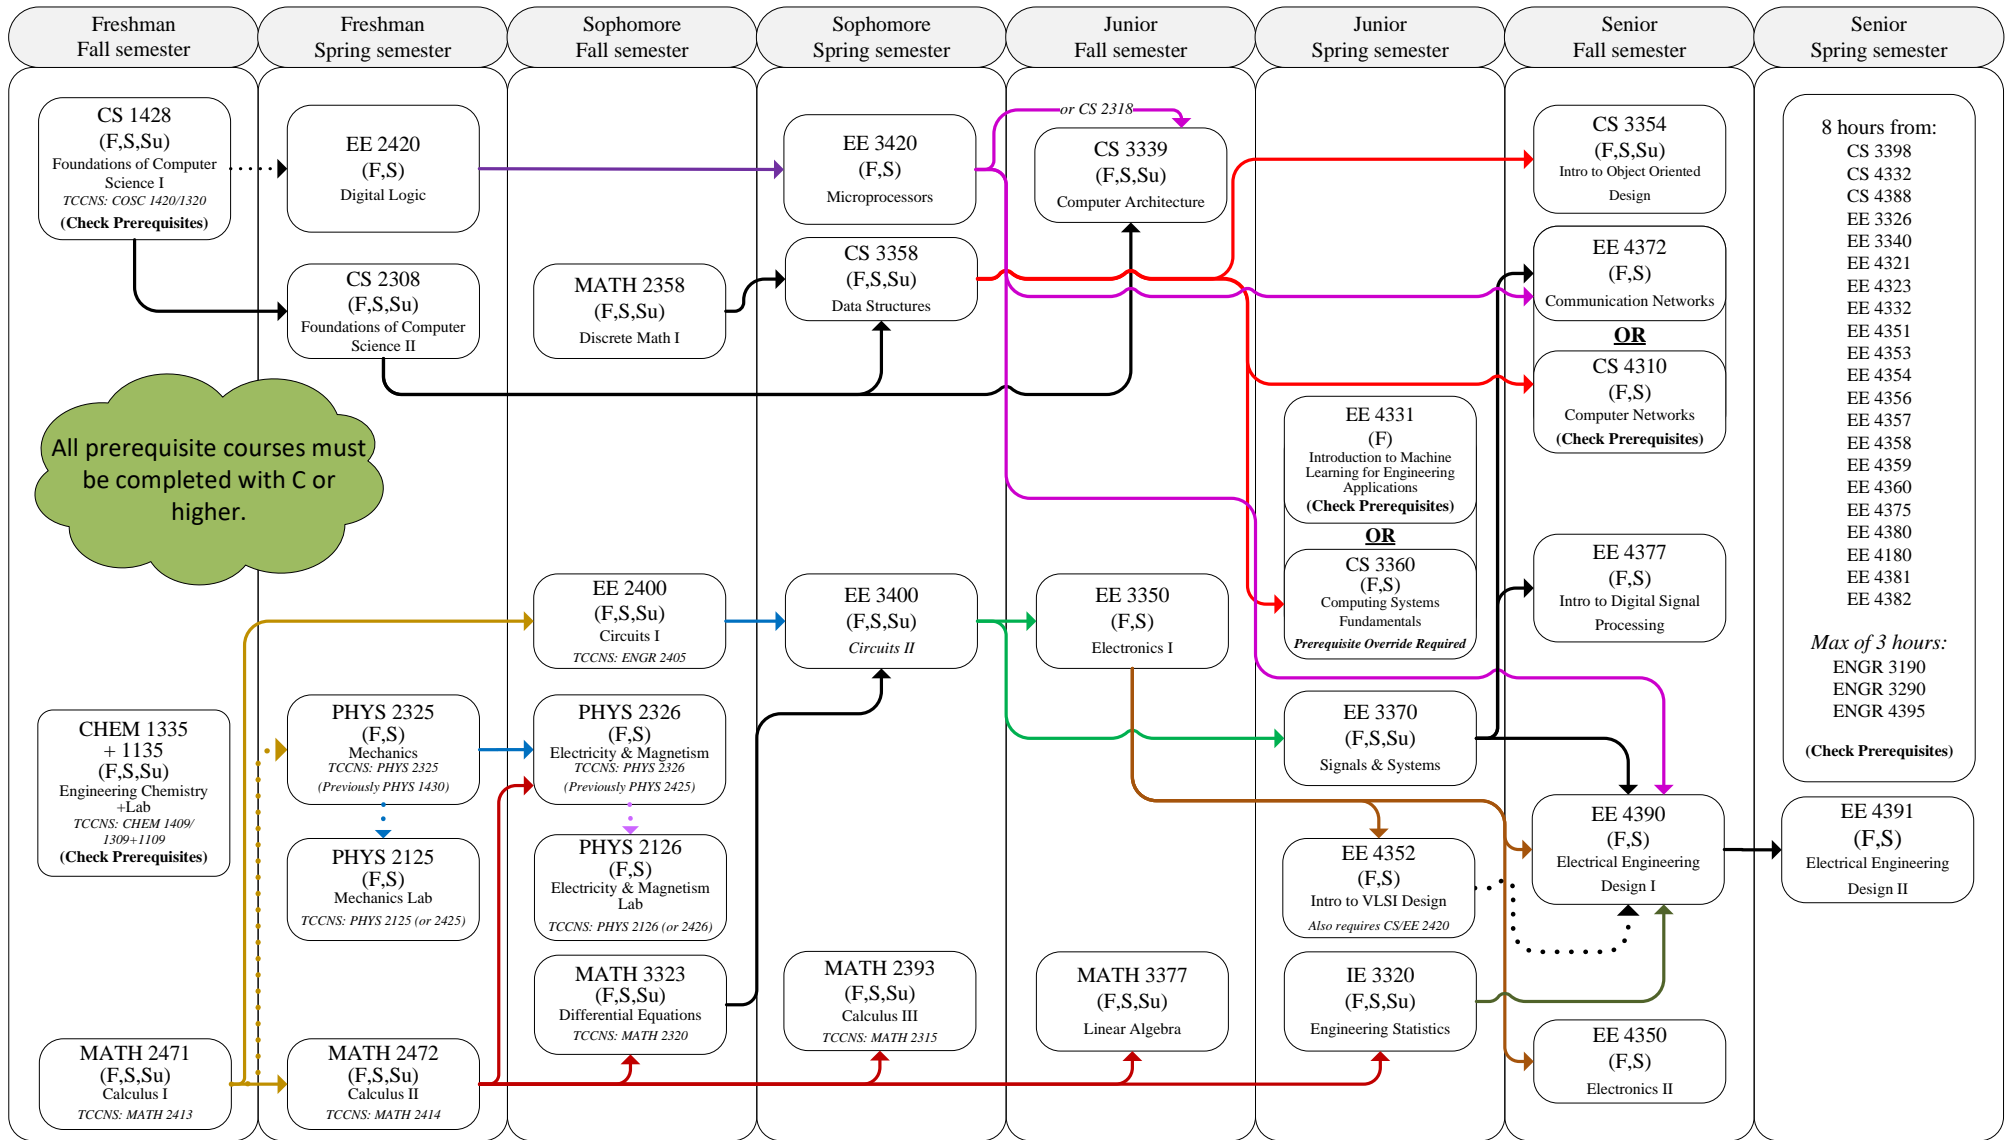 Freshman
Fall semester
Freshman
Spring semester
Sophomore
Fall semester
Sophomore
Spring semester
Junior
Fall semester
Junior
Spring semester
Senior
Fall semester
Senior
Spring semester
CS 1428
(F,S,Su)
Foundations of Computer
Science I
TCCNS: COSC 1420/1320
(Check Prerequisites)
CHEM 1335
+ 1135
(F,S,Su)
Engineering Chemistry
+Lab
TCCNS: CHEM 1409/
1309+1109
(Check Prerequisites)
MATH 2471
(F,S,Su)
Calculus I
TCCNS: MATH 2413
All prerequisite courses must
be completed with C or
higher.
EE 2420
(F,S)
Digital Logic
CS 2308
(F,S,Su)
Foundations of Computer
Science II
PHYS 2325
(F,S)
Mechanics
TCCNS: PHYS 2325
(Previously PHYS 1430)
PHYS 2125
(F,S)
Mechanics Lab
TCCNS: PHYS 2125 (or 2425)
MATH 2472
(F,S,Su)
Calculus II
TCCNS: MATH 2414
MATH 2358
(F,S,Su)
Discrete Math I
EE 2400
(F,S,Su)
Circuits I
TCCNS: ENGR 2405
PHYS 2326
(F,S)
Electricity & Magnetism
TCCNS: PHYS 2326
(Previously PHYS 2425)
PHYS 2126
(F,S)
Electricity & Magnetism
Lab
TCCNS: PHYS 2126 (or 2426)
MATH 3323
(F,S,Su)
Differential Equations
TCCNS: MATH 2320
EE 3420
(F,S)
Microprocessors
CS 3358
(F,S,Su)
Data Structures
EE 3400
(F,S,Su)
Circuits II
MATH 2393
(F,S,Su)
Calculus III
TCCNS: MATH 2315
or CS 2318
CS 3339
(F,S,Su)
Computer Architecture
EE 3350
(F,S)
Electronics I
MATH 3377
(F,S,Su)
Linear Algebra
EE 4331
(F)
Introduction to Machine
Learning for Engineering
Applications
(Check Prerequisites)
OR
CS 3360
(F,S)
Computing Systems
Fundamentals
Prerequisite Override Required
EE 3370
(F,S,Su)
Signals & Systems
EE 4352
(F,S)
Intro to VLSI Design
Also requires CS/EE 2420
IE 3320
(F,S,Su)
Engineering Statistics
CS 3354
(F,S,Su)
Intro to Object Oriented
Design
EE 4372
(F,S)
Communication Networks
OR
CS 4310
(F,S)
Computer Networks
(Check Prerequisites)
EE 4377
(F,S)
Intro to Digital Signal
Processing
EE 4390
(F,S)
Electrical Engineering
Design I
EE 4350
(F,S)
Electronics II
8 hours from:
CS 3398
CS 4332
CS 4388
EE 3326
EE 3340
EE 4321
EE 4323
EE 4332
EE 4351
EE 4353
EE 4354
EE 4356
EE 4357
EE 4358
EE 4359
EE 4360
EE 4375
EE 4380
EE 4180
EE 4381
EE 4382
Max of 3 hours:
ENGR 3190
ENGR 3290
ENGR 4395
(Check Prerequisites)
EE 4391
(F,S)
Electrical Engineering
Design II